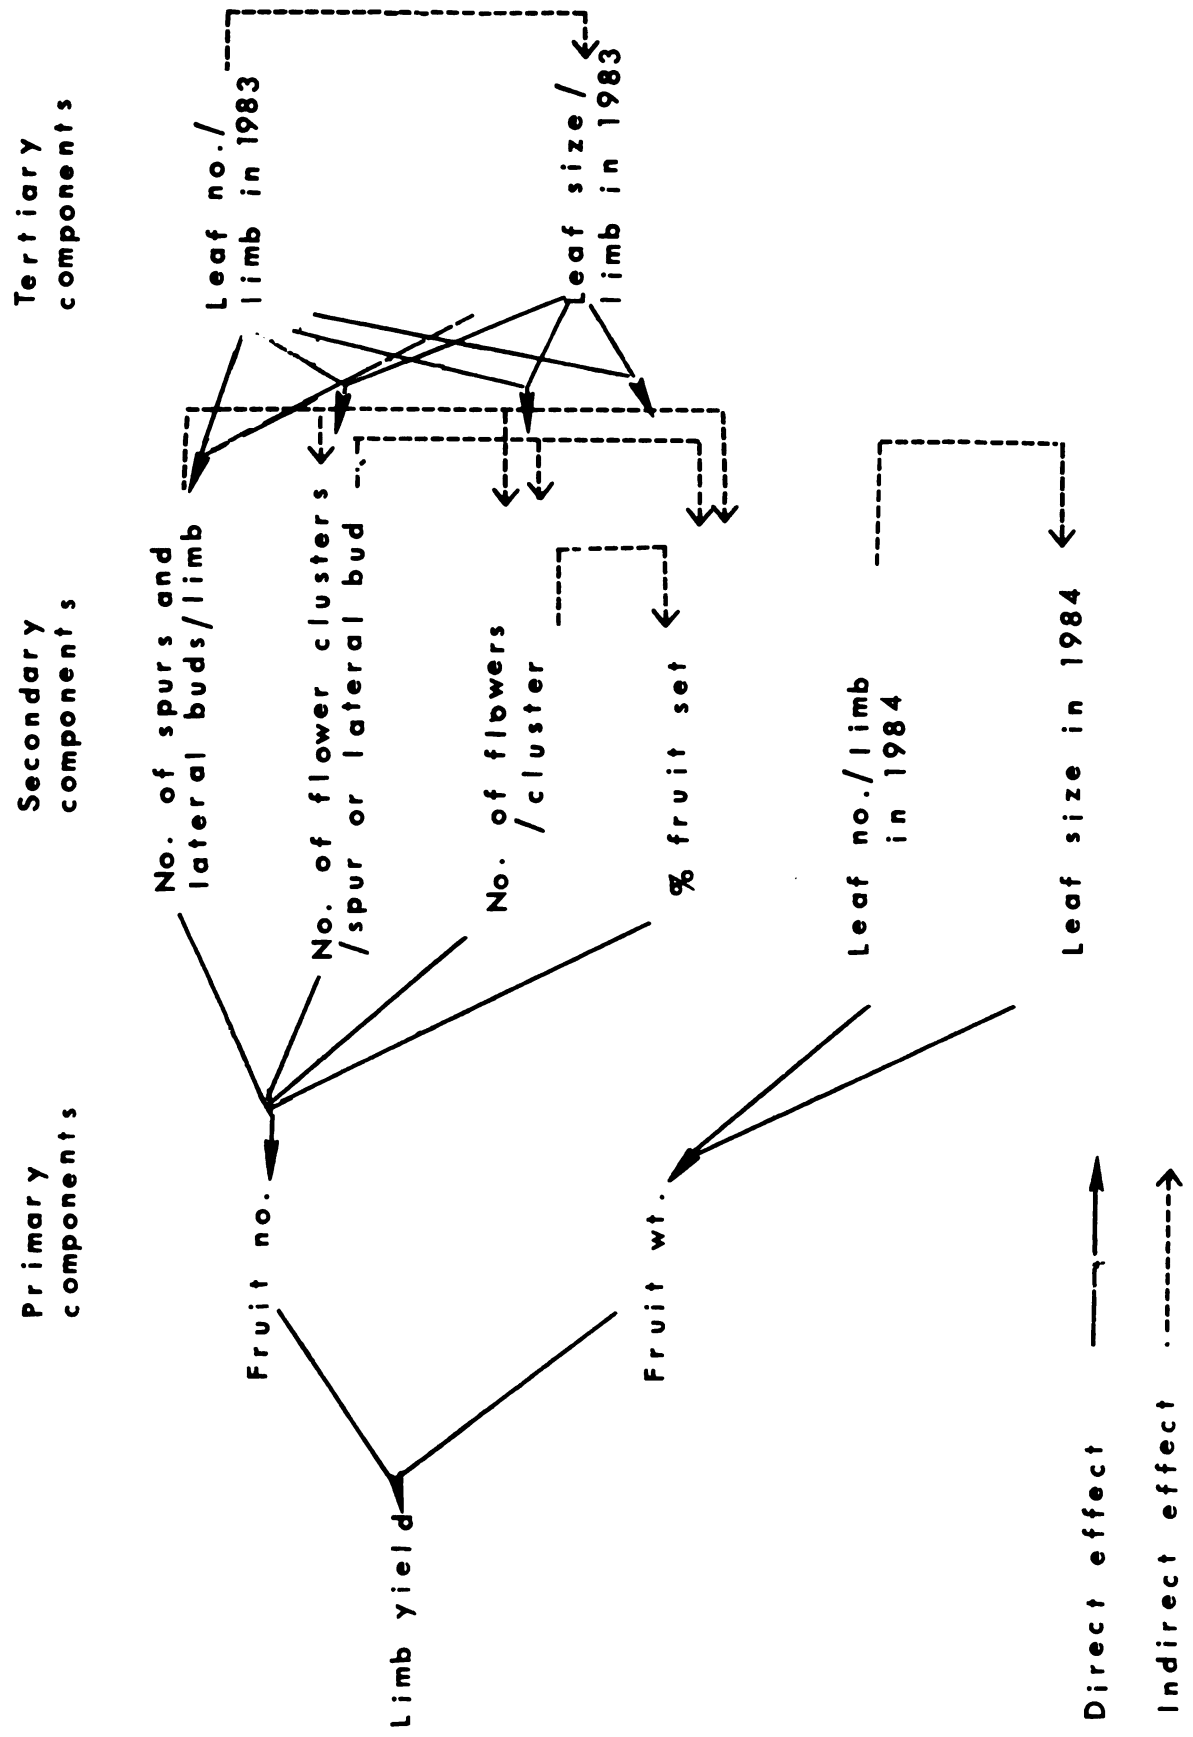 Primary
components
Secondary
components
Tertiary
components
Limb yield
Fruit no.
Fruit wt.
No. of spurs and
lateral buds/limb
No. of flower clusters
/spur or lateral bud
No. of flowers
/cluster
% fruit set
Leaf no./limb
in 1984
Leaf size in 1984
Leaf no./
limb in 1983
Leaf size/
limb in 1983
Direct effect
Indirect effect